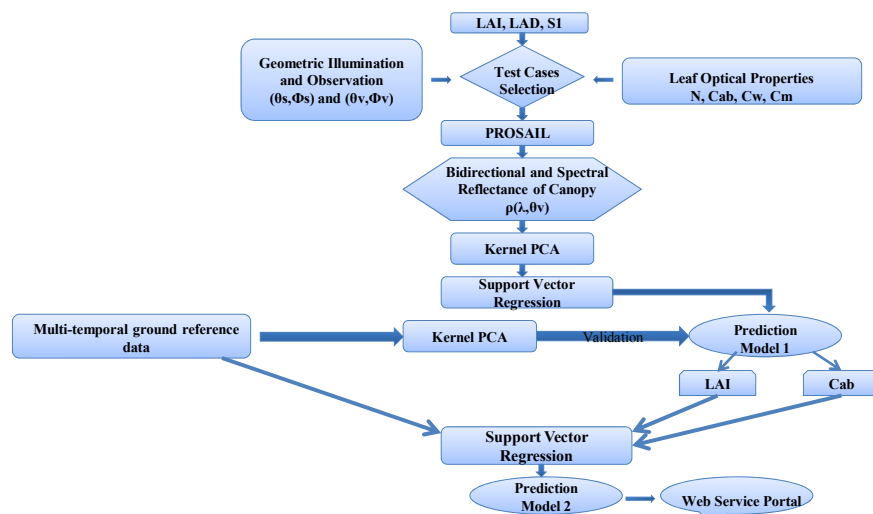 LAI, LAD, S1
Geometric Illumination
and Observation
(θs,Φs) and (θv,Φv)
Test Cases
Selection
Leaf Optical Properties
N, Cab, Cw, Cm
PROSAIL
Bidirectional and Spectral
Reflectance of Canopy
ρ(λ,θv)
Kernel PCA
Support Vector
Regression
Multi-temporal ground reference
data
Kernel PCA
Validation
Prediction
Model 1
LAI
Cab
Support Vector
Regression
Prediction
Model 2
Web Service Portal